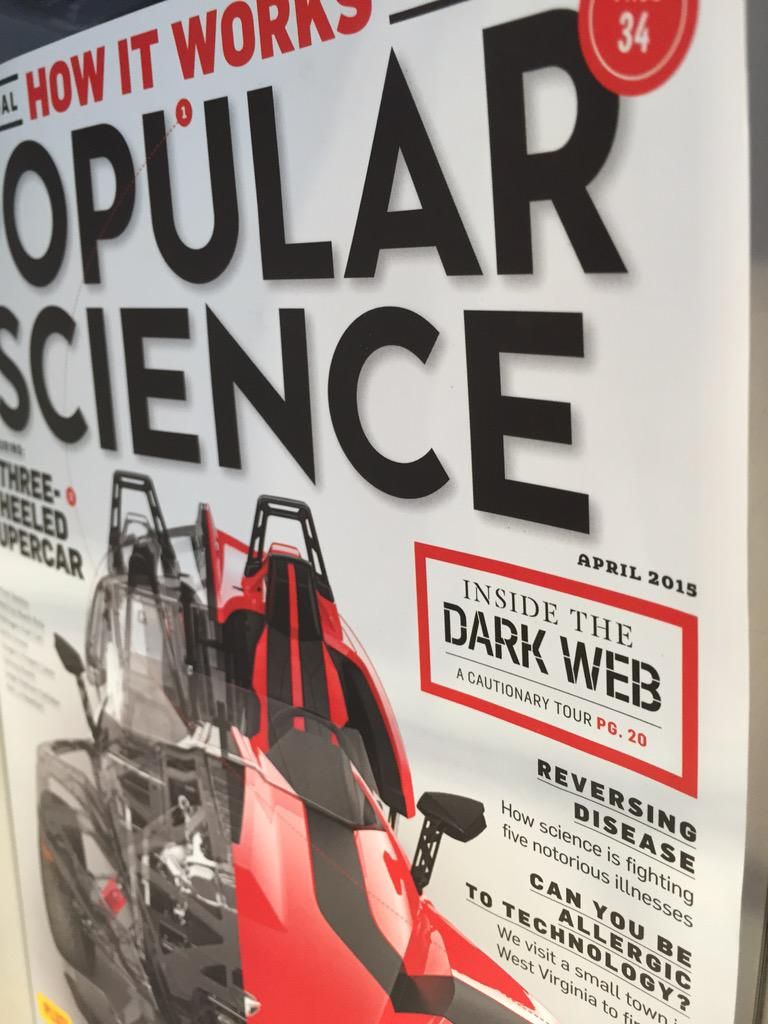 AL HOW IT WORKS
34
1
OPULAR
SCIENCE
THREE-
HEELED
UPERCAR
APRIL 2015
INSIDE THE
DARK WEB
A CAUTIONARY TOUR PG. 20
REVERSING
DISEASE
How science is fighting
five notorious illnesses
CAN YOU BE
ALLERGIC
TO TECHNOLOGY?
We visit a small town
West Virginia to